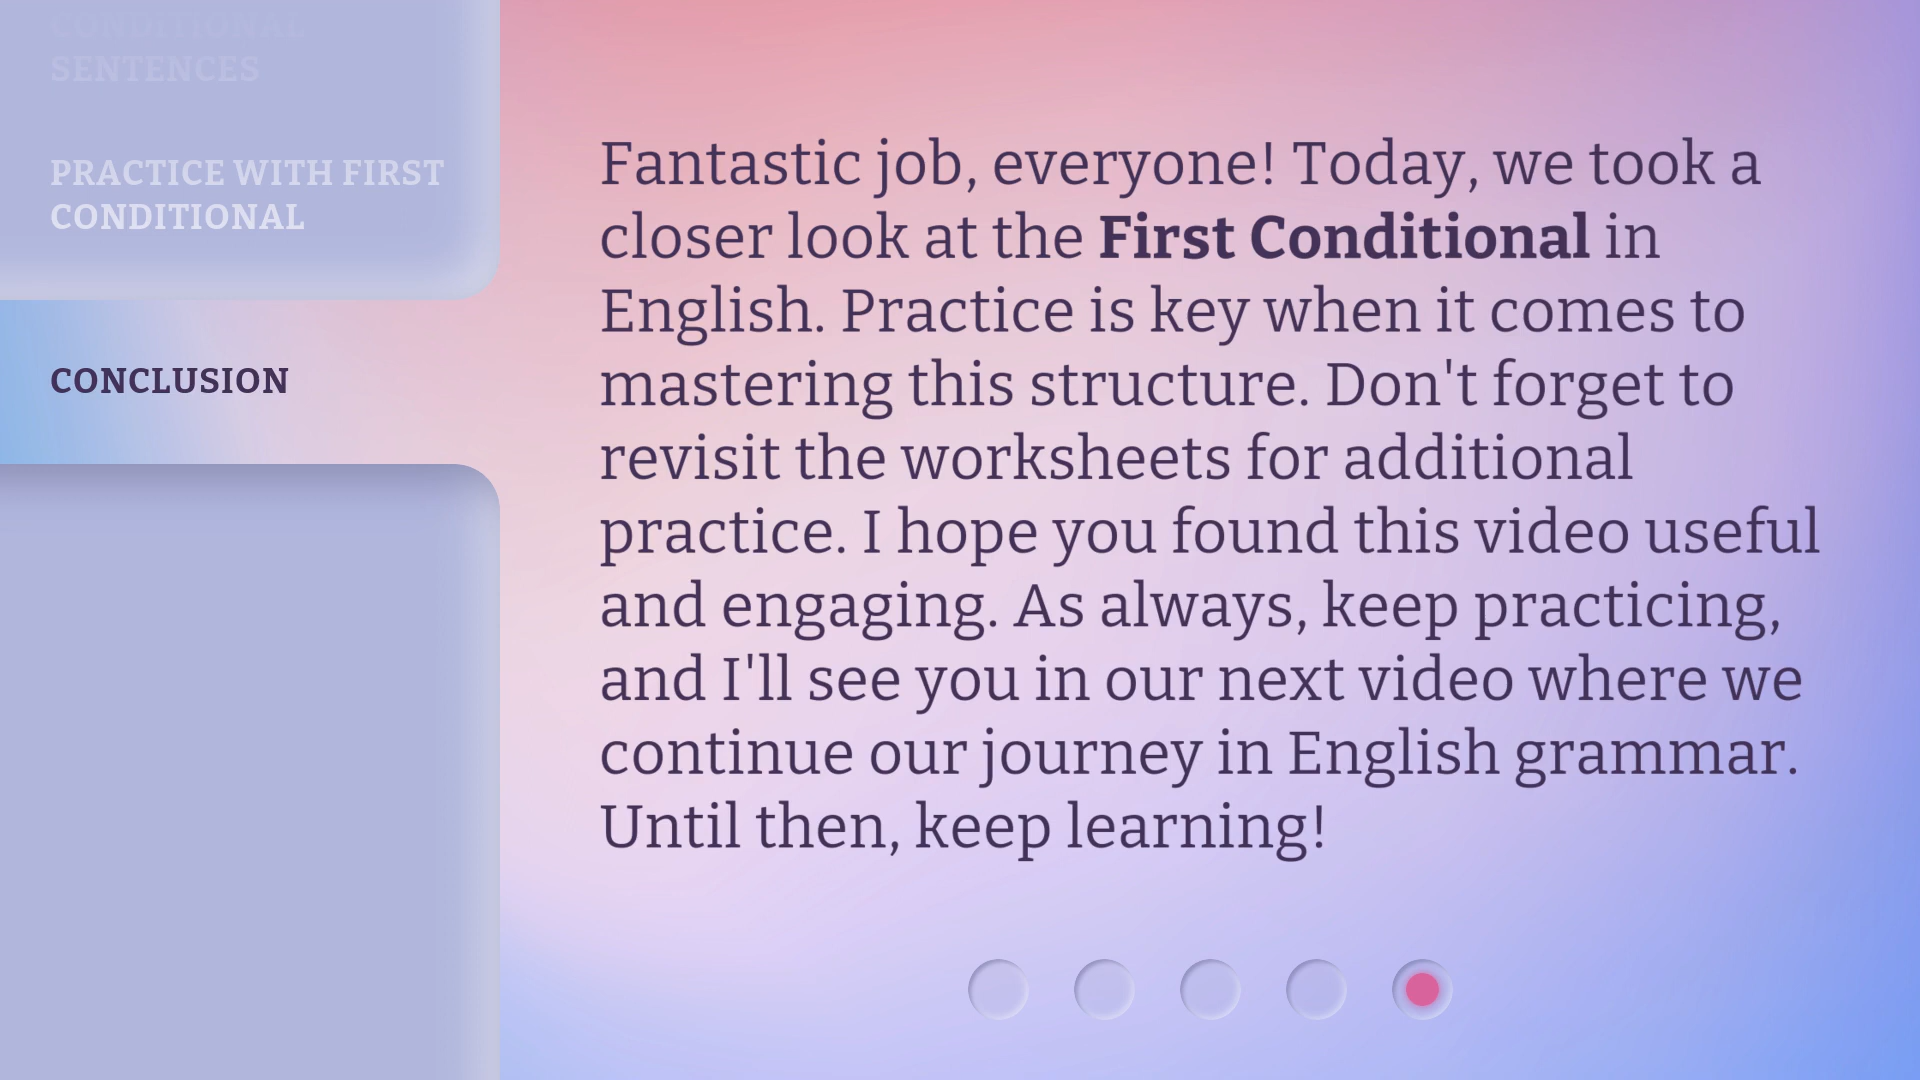 CONDITIONAL
SENTENCES
PRACTICE WITH FIRST
CONDITIONAL
CONCLUSION
Fantastic job, everyone! Today, we took a
closer look at the First Conditional in
English. Practice is key when it comes to
mastering this structure. Don't forget to
revisit the worksheets for additional
practice. I hope you found this video useful
and engaging. As always, keep practicing,
and I'll see you in our next video where we
continue our journey in English grammar.
Until then, keep learning!